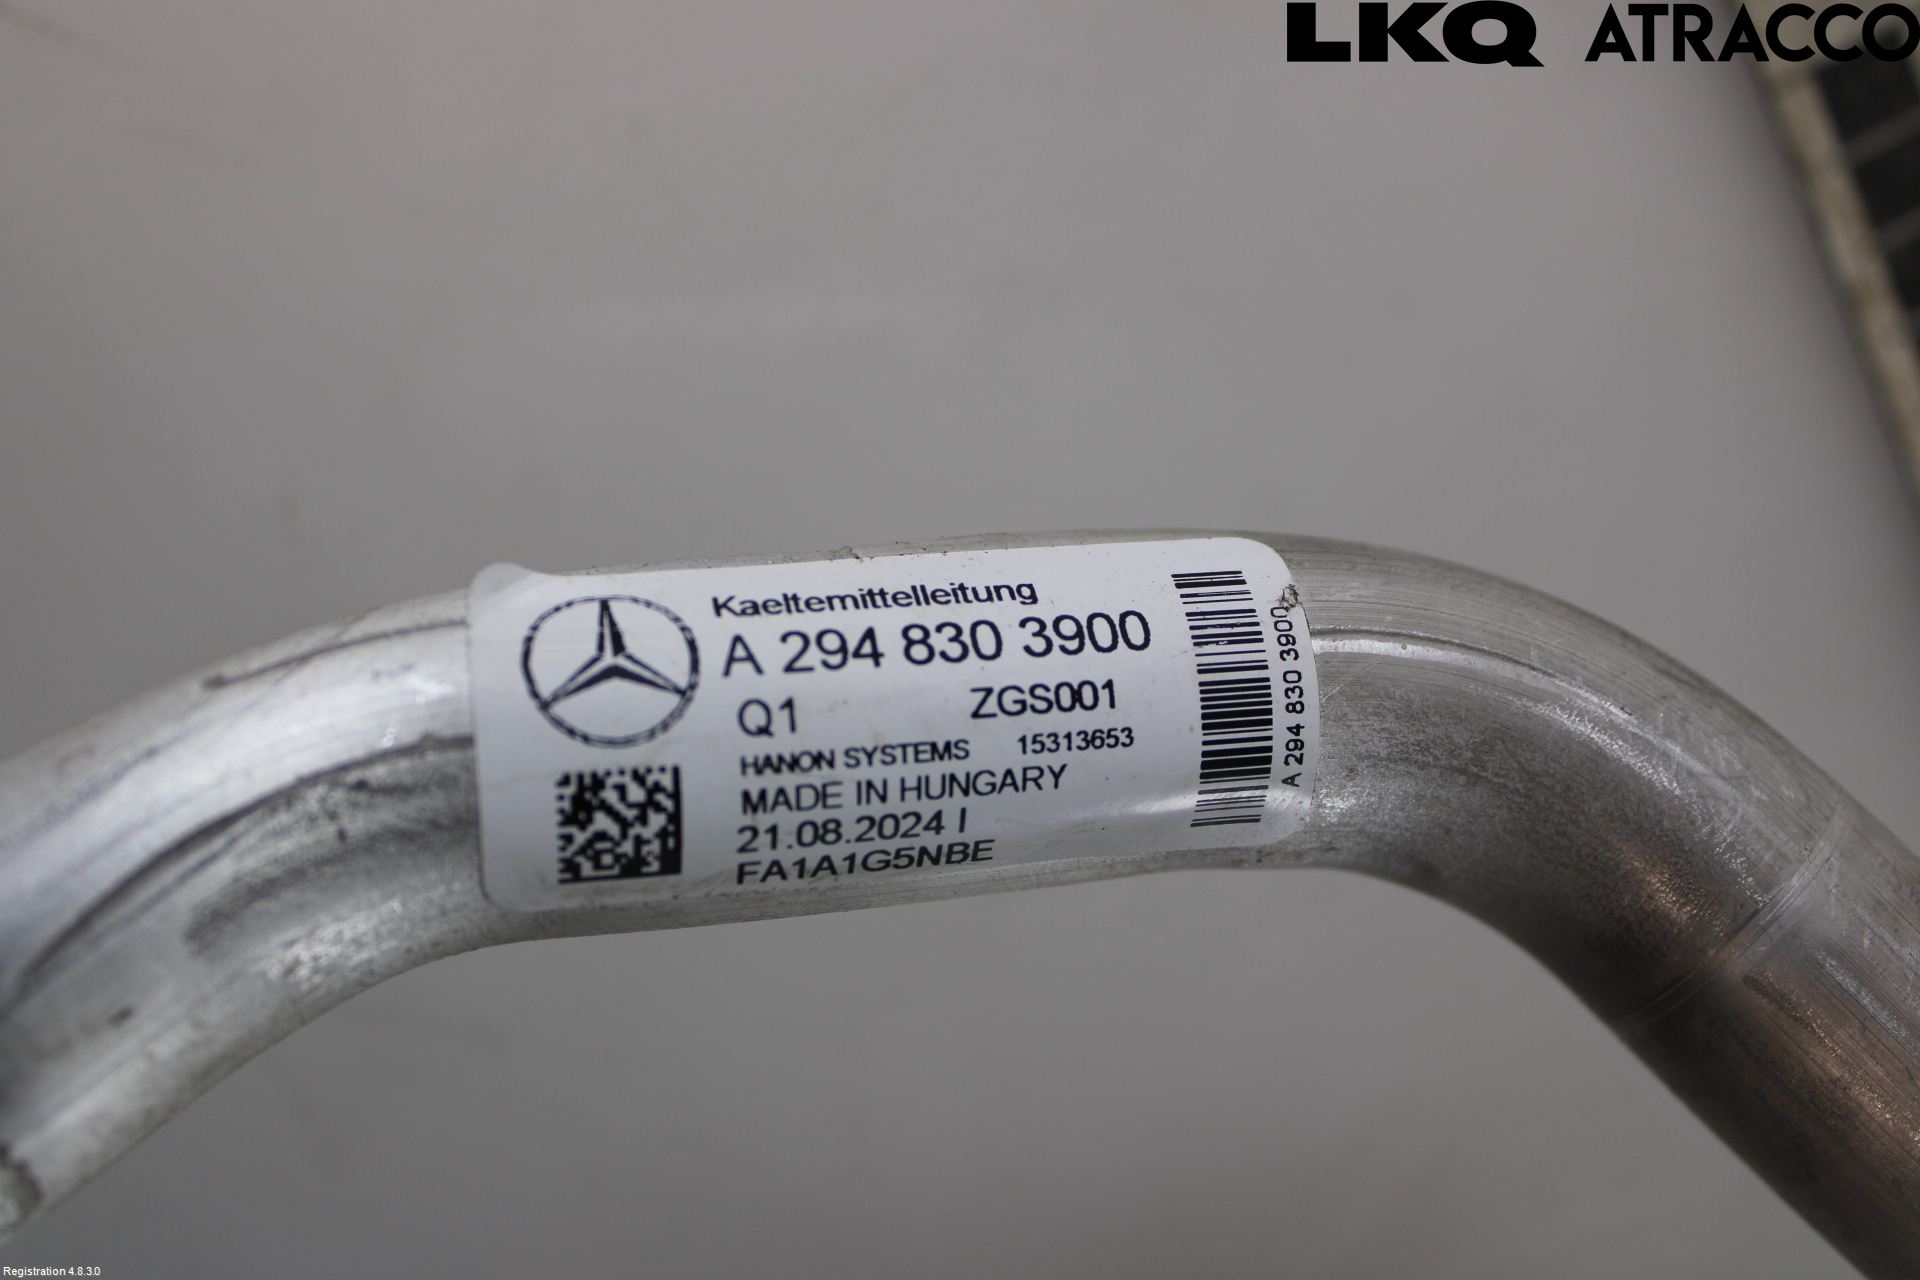 LKQ ATRACCO
Kaeltemittelleitung
A 294 830 3900
Q1 ZGS001
HANON SYSTEMS 15313653
MADE IN HUNGARY
21.08.2024 I
FA1A1G5NBE
A 294 830 3900
Registration 4.8.3.0